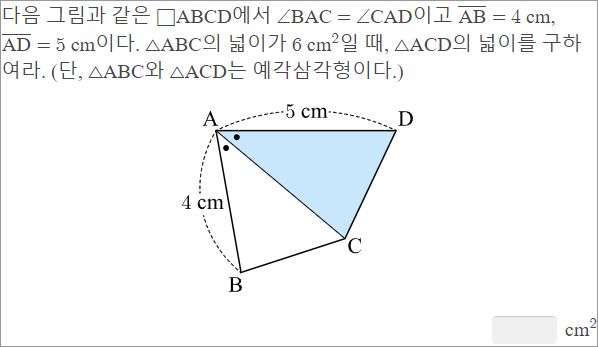 다음 그림과 같은 □ABCD에서 ∠BAC = ∠CAD이고 A̅B̅ = 4 cm,
A̅D̅ = 5 cm이다. △ABC의 넓이가 6 cm²일 때, △ACD의 넓이를 구하
여라. (단, △ABC와 △ACD는 예각삼각형이다.)
5 cm
A
D
4 cm
C
B
cm²